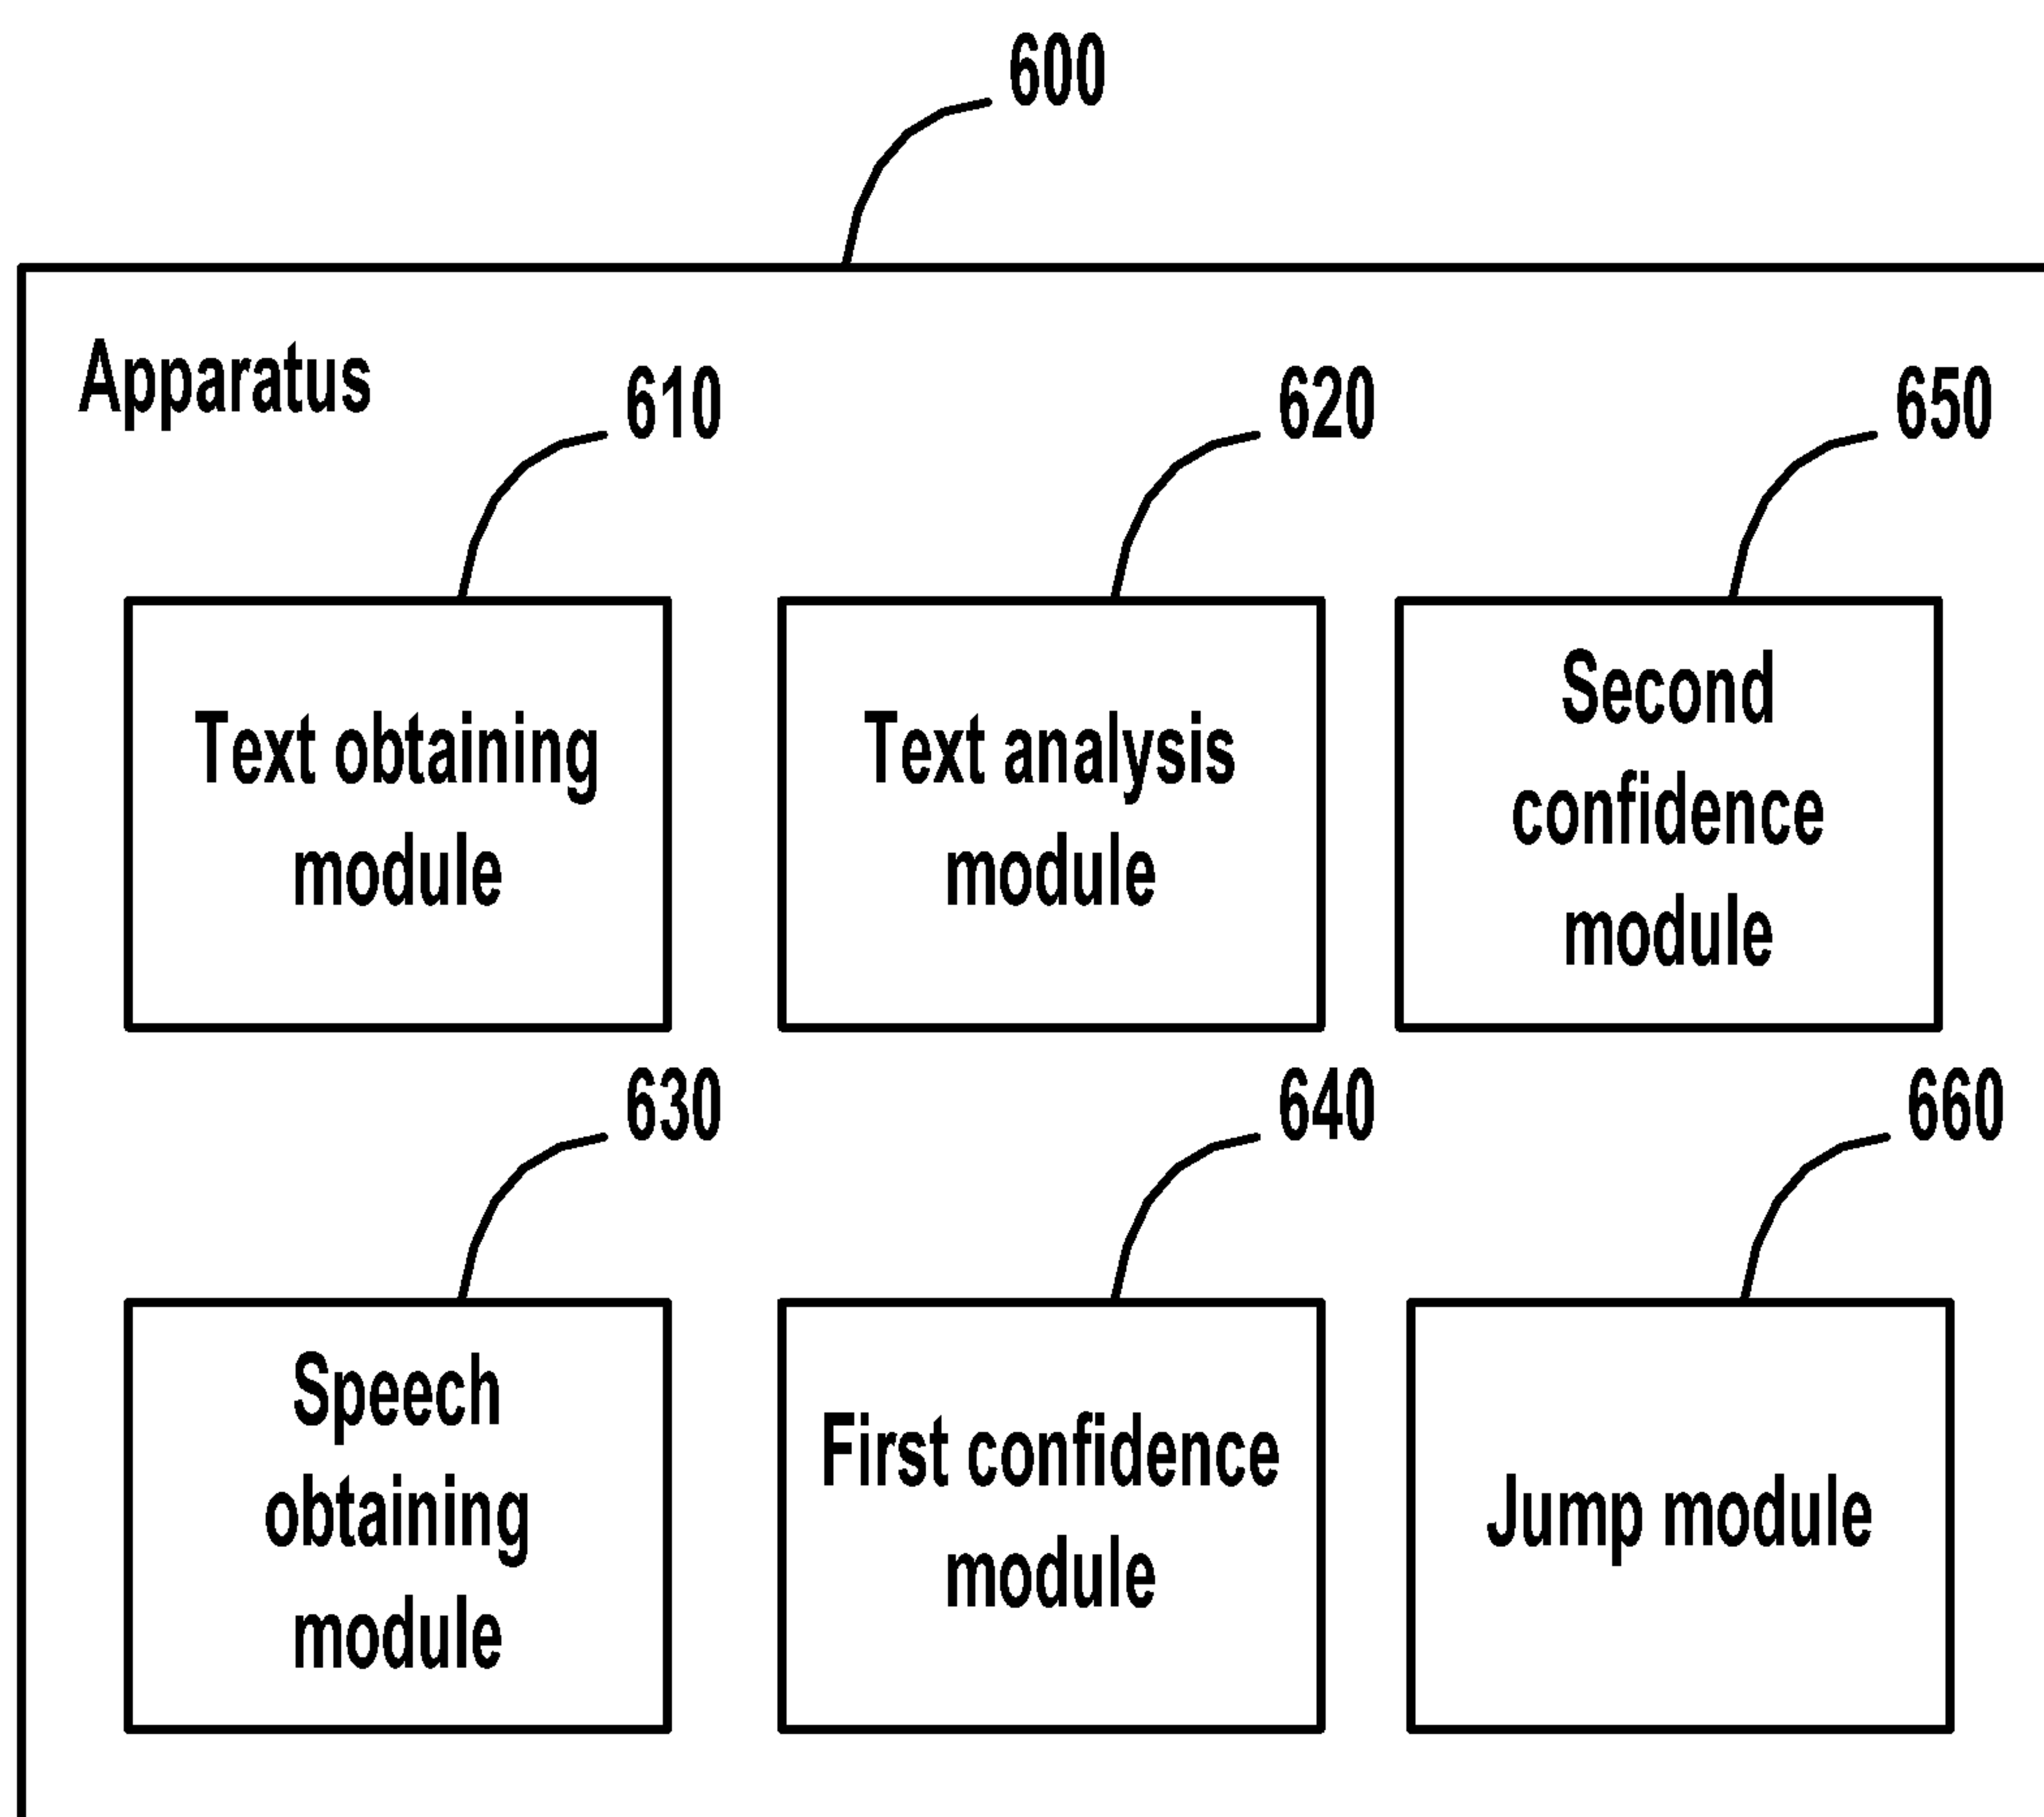 600
Apparatus
610
620
650
Text obtaining
module
Text analysis
module
Second
confidence
module
630
640
660
Speech
obtaining
module
First confidence
module
Jump module